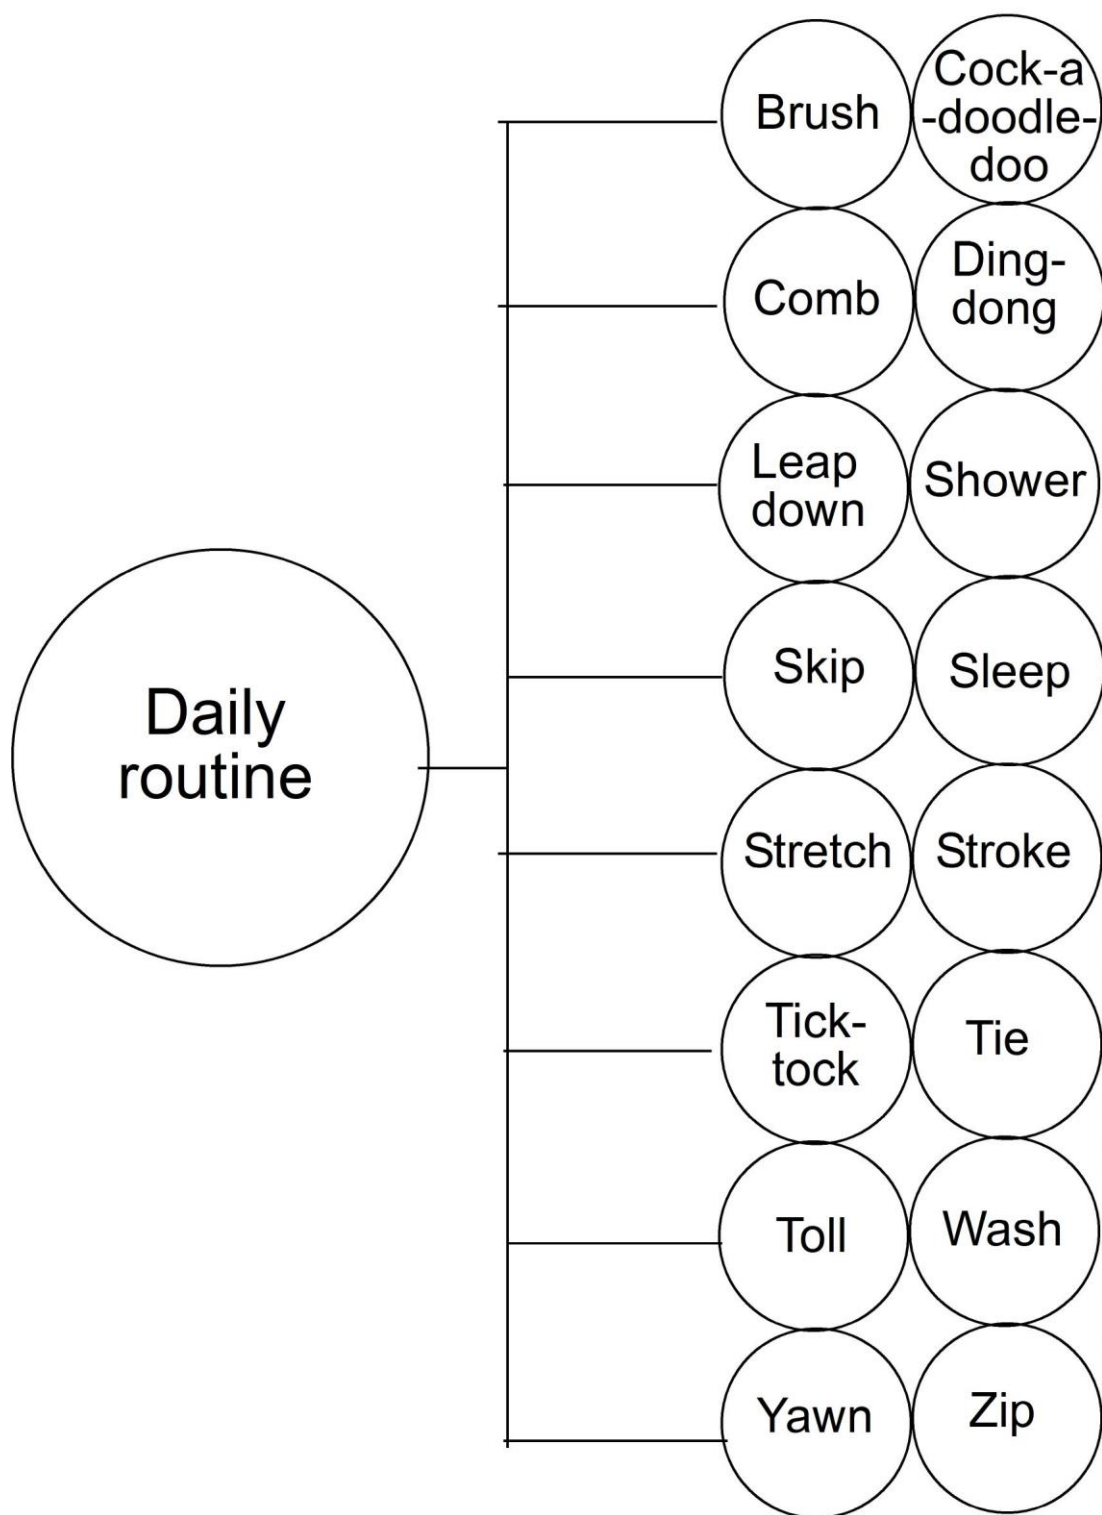 Daily
routine
Brush
Cock-a
-doodle-
doo
Comb
Ding-
dong
Leap
down
Shower
Skip
Sleep
Stretch
Stroke
Tick-
tock
Tie
Toll
Wash
Yawn
Zip